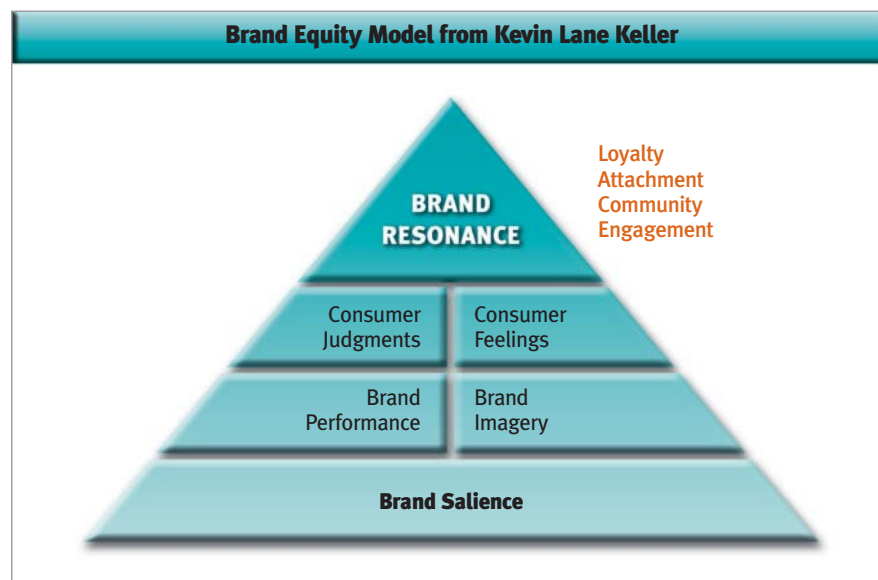 Brand Equity Model from Kevin Lane Keller
BRAND
RESONANCE
Loyalty
Attachment
Community
Engagement
Consumer
Judgments
Consumer
Feelings
Brand
Performance
Brand
Imagery
Brand Salience